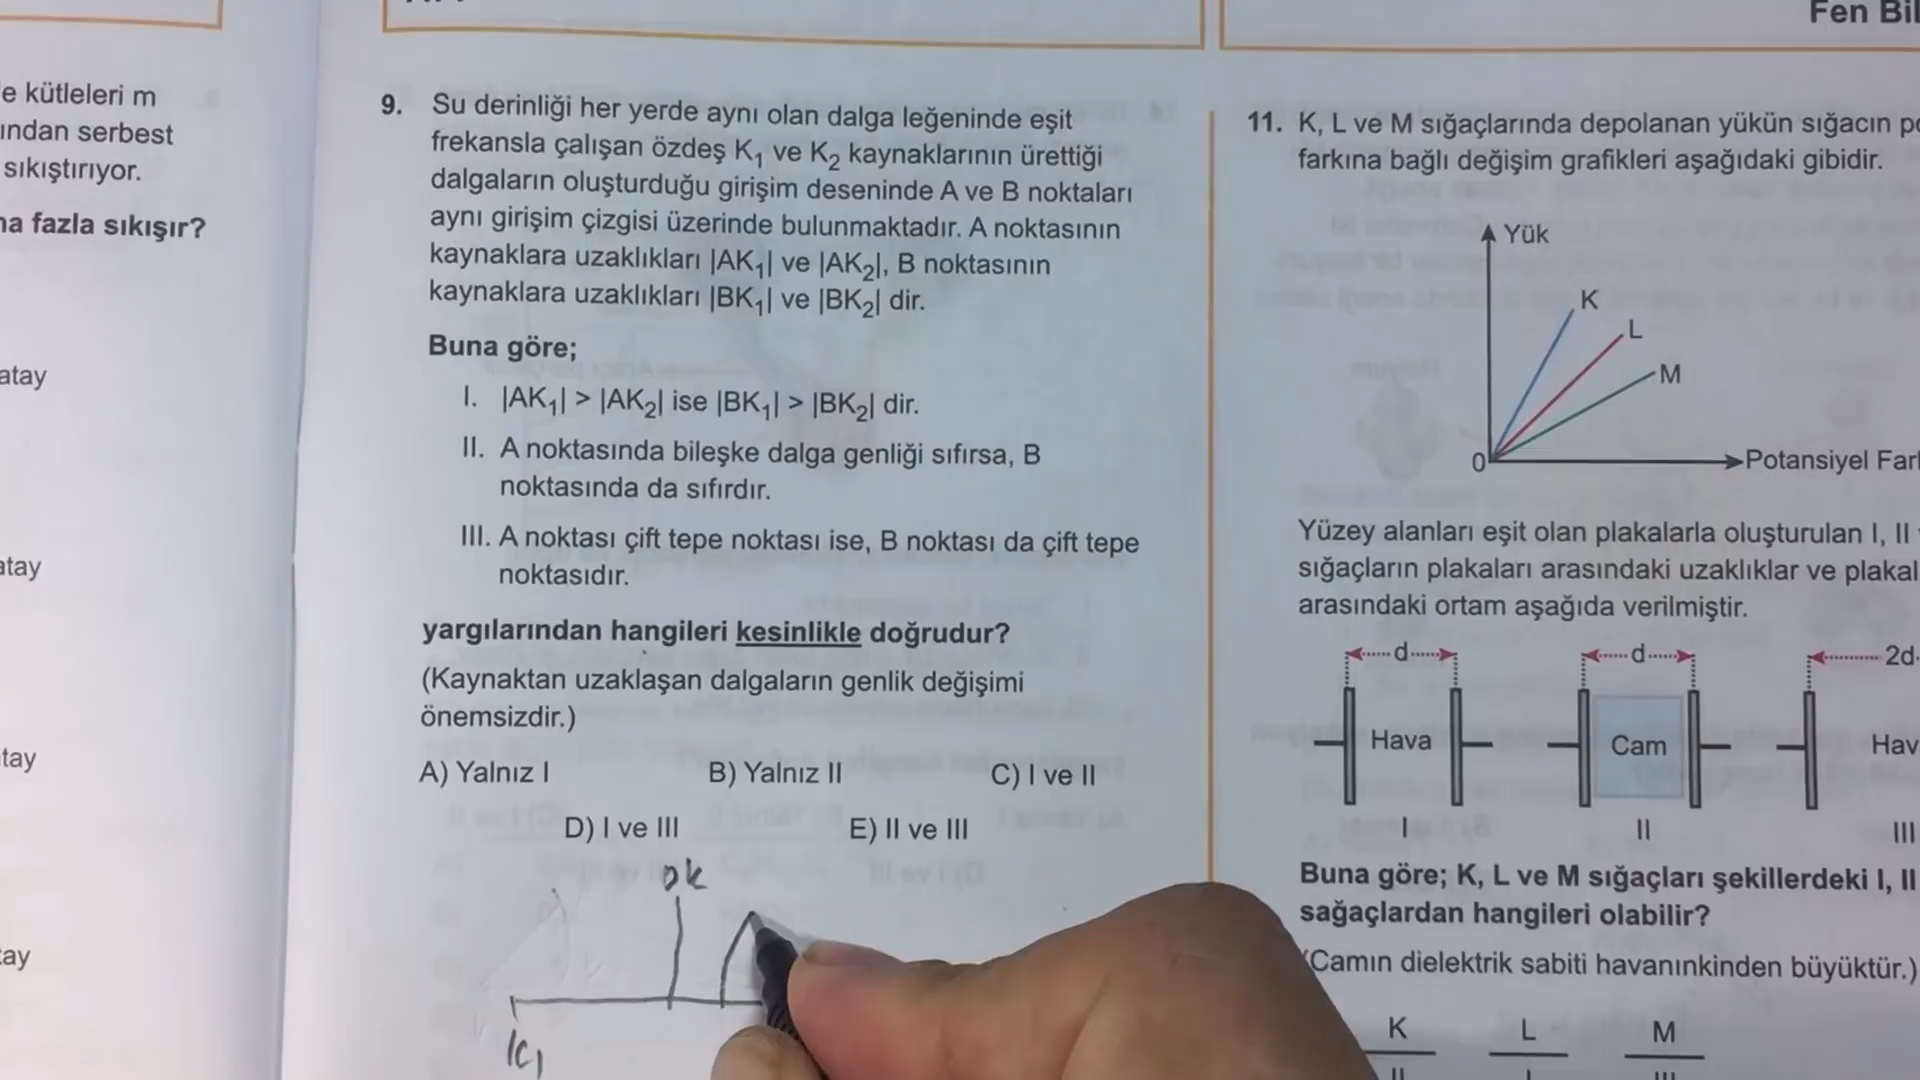 Fen Bil
e kütleleri m
ından serbest
sıkıştırıyor.
na fazla sıkışır?
atay
atay
tay
tay
9. Su derinliği her yerde aynı olan dalga leğeninde eşit
frekansla çalışan özdeş K₁ ve K₂ kaynaklarının ürettiği
dalgaların oluşturduğu girişim deseninde A ve B noktaları
aynı girişim çizgisi üzerinde bulunmaktadır. A noktasının
kaynaklara uzaklıkları |AK₁| ve |AK₂|, B noktasının
kaynaklara uzaklıkları |BK₁| ve |BK₂| dir.
Buna göre;
I. |AK₁| > |AK₂| ise |BK₁| > |BK₂| dir.
II. A noktasında bileşke dalga genliği sıfırsa, B
noktasında da sıfırdır.
III. A noktası çift tepe noktası ise, B noktası da çift tepe
noktasıdır.
yargılarından hangileri kesinlikle doğrudur?
(Kaynaktan uzaklaşan dalgaların genlik değişimi
önemsizdir.)
A) Yalnız I B) Yalnız II C) I ve II
D) I ve III E) II ve III
K₁
11. K, L ve M sığaçlarında depolanan yükün sığacın po
farkına bağlı değişim grafikleri aşağıdaki gibidir.
Yük
K
L
M
0
Potansiyel Farl
Yüzey alanları eşit olan plakalarla oluşturulan I, II
sığaçların plakaları arasındaki uzaklıklar ve plakal
arasındaki ortam aşağıda verilmiştir.
d d 2d
Hava Cam Hav
I II III
Buna göre; K, L ve M sığaçları şekillerdeki I, II
sağaçlardan hangileri olabilir?
(Camın dielektrik sabiti havanınkinden büyüktür.)
K L M
II I III